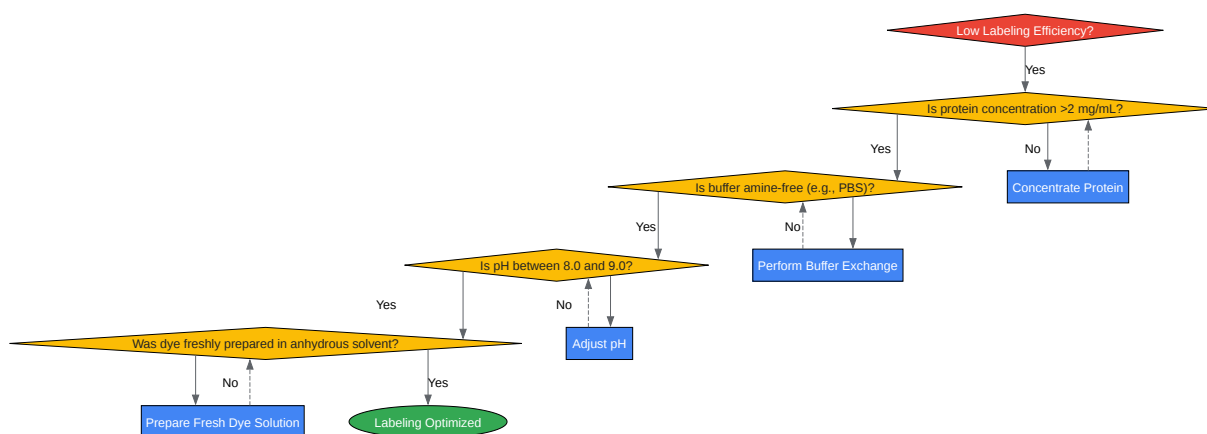 Low Labeling Efficiency?
Yes
Is protein concentration >2 mg/mL?
Yes
No
Is buffer amine-free (e.g., PBS)?
Concentrate Protein
Yes
No
Is pH between 8.0 and 9.0?
Perform Buffer Exchange
Yes
No
Was dye freshly prepared in anhydrous solvent?
Adjust pH
No
Yes
Prepare Fresh Dye Solution
Labeling Optimized